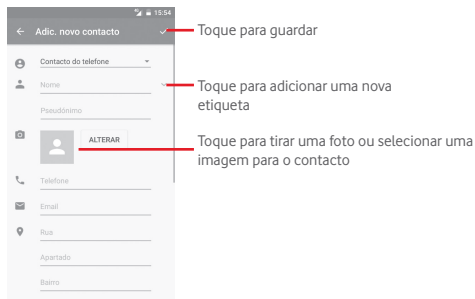 15:54
Adic. novo contacto
Toque para guardar
Contacto do telefone
Nome
Toque para adicionar uma nova
etiqueta
Pseudónimo
ALTERAR
Toque para tirar uma foto ou selecionar uma
imagem para o contacto
Telefone
Email
Rua
Apartado
Bairro